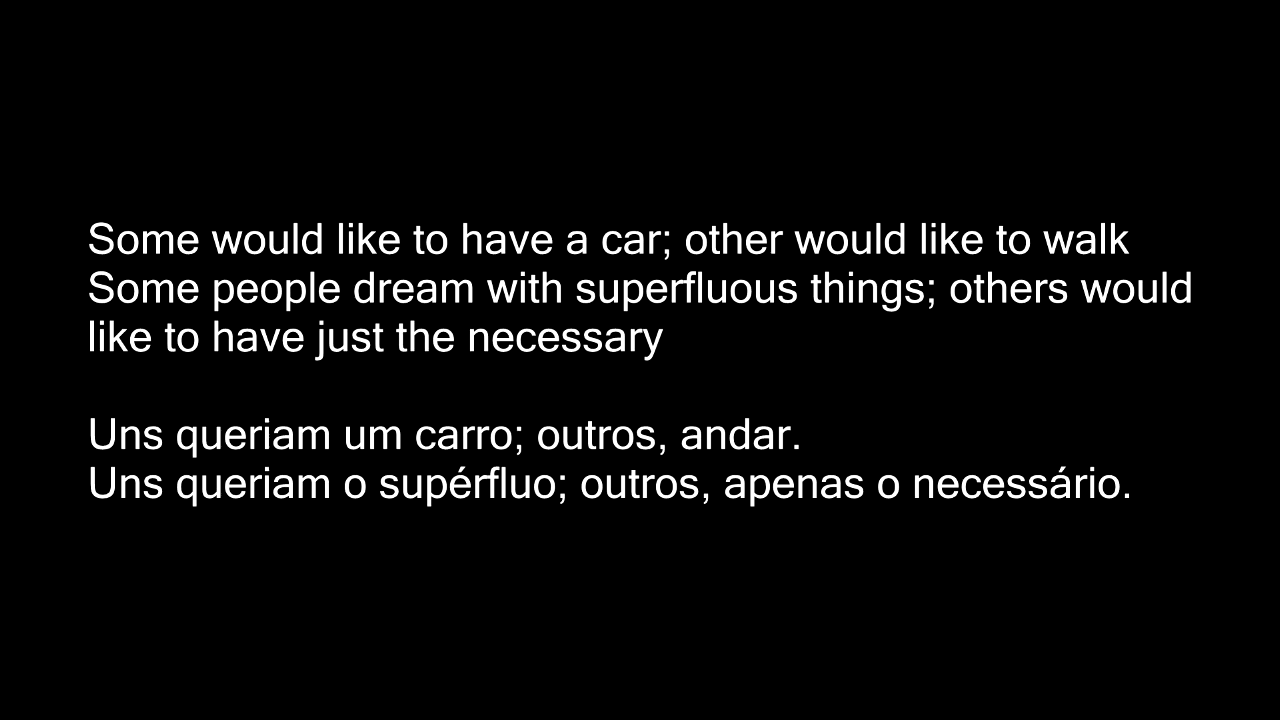 Some would like to have a car; other would like to walk
Some people dream with superfluous things; others would
like to have just the necessary
Uns queriam um carro; outros, andar.
Uns queriam o supérfluo; outros, apenas o necessário.